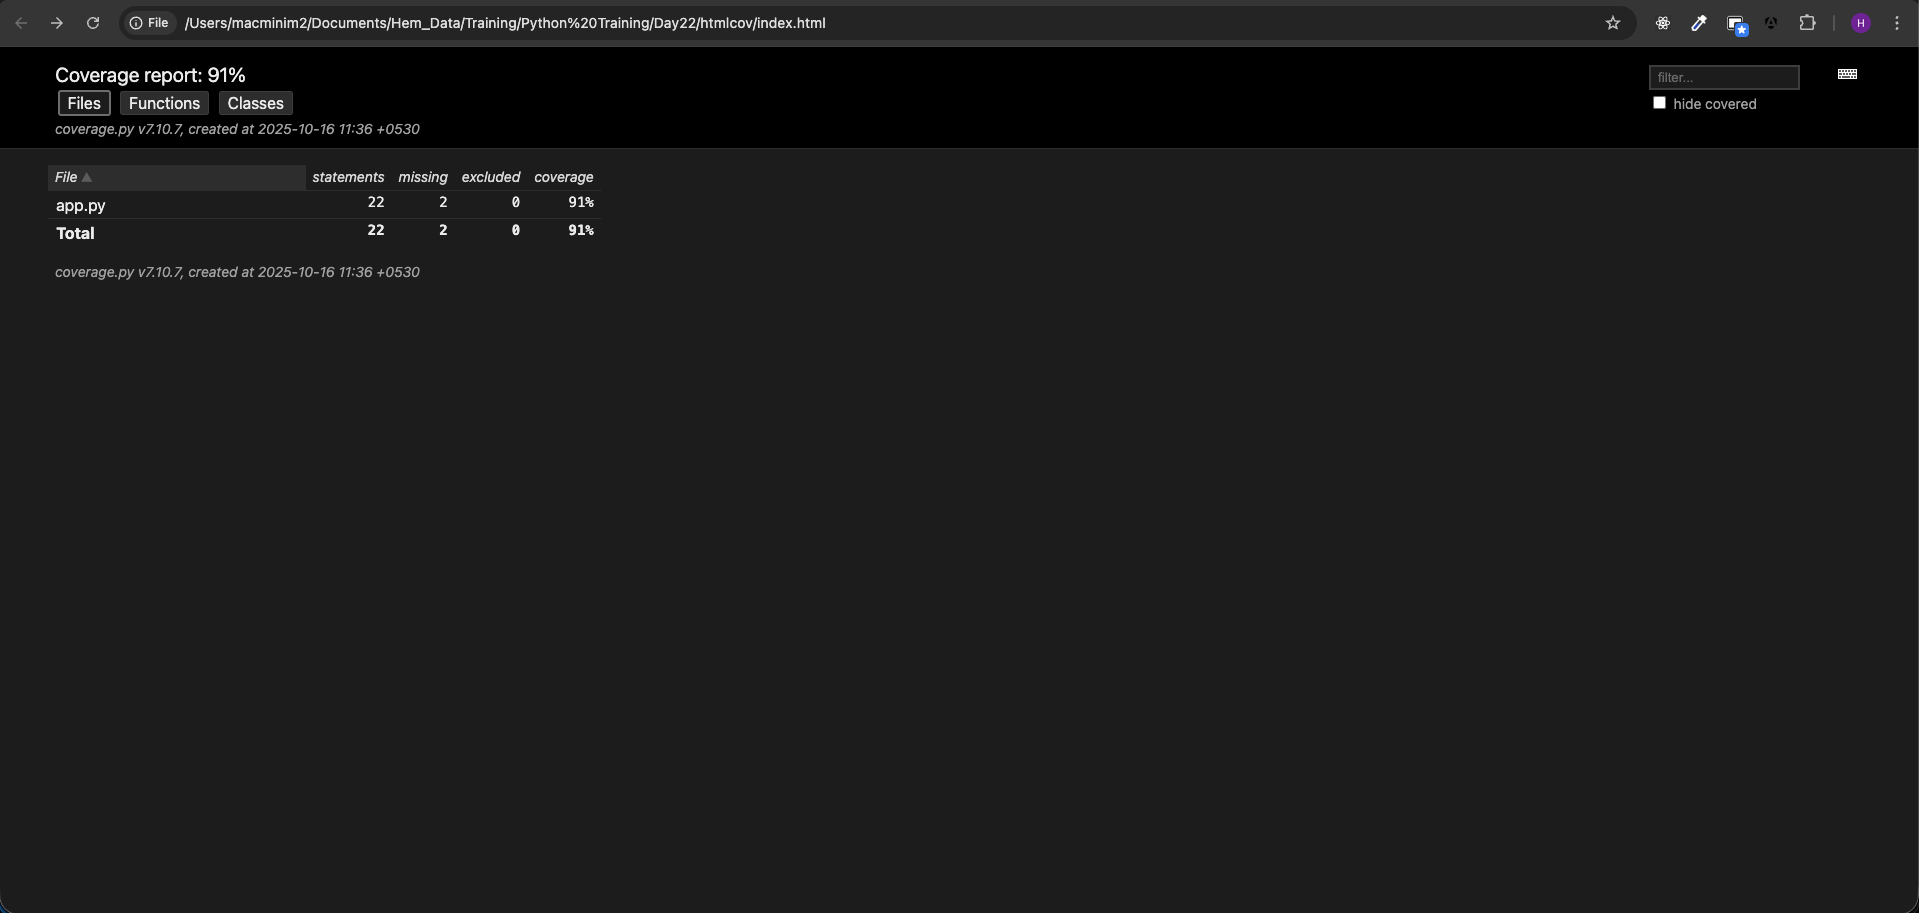 File /Users/macminim2/Documents/Hem_Data/Training/Python%20Training/Day22/htmlcov/index.html H
Coverage report: 91%
filter...
Files Functions Classes
hide covered
coverage.py v7.10.7, created at 2025-10-16 11:36 +0530
File statements missing excluded coverage
app.py 22 2 0 91%
Total 22 2 0 91%
coverage.py v7.10.7, created at 2025-10-16 11:36 +0530